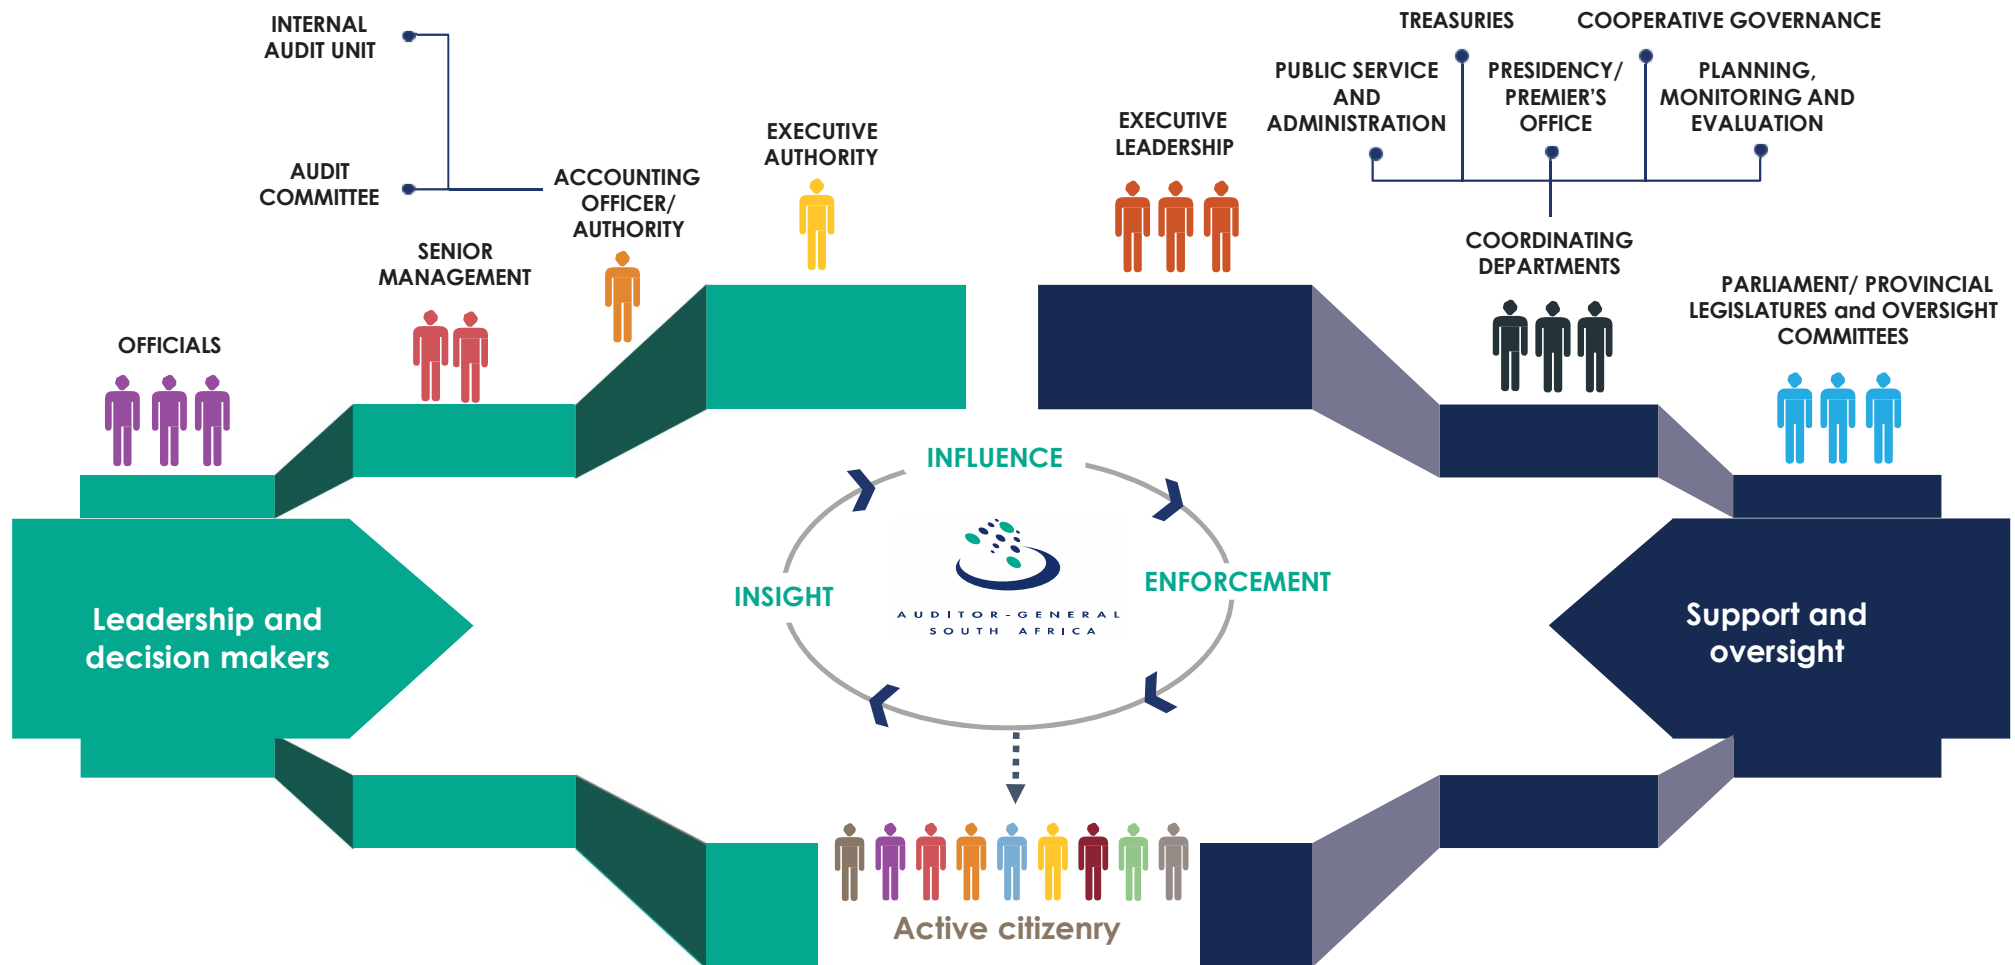 INTERNAL
AUDIT UNIT
AUDIT
COMMITTEE
ACCOUNTING
OFFICER/
AUTHORITY
EXECUTIVE
AUTHORITY
SENIOR
MANAGEMENT
OFFICIALS
EXECUTIVE
LEADERSHIP
TREASURIES
COOPERATIVE GOVERNANCE
PUBLIC SERVICE
AND
ADMINISTRATION
PRESIDENCY/
PREMIER'S
OFFICE
PLANNING,
MONITORING AND
EVALUATION
COORDINATING
DEPARTMENTS
PARLIAMENT/ PROVINCIAL
LEGISLATURES and OVERSIGHT
COMMITTEES
Leadership and
decision makers
INFLUENCE
INSIGHT
ENFORCEMENT
AUDITOR-GENERAL
SOUTH AFRICA
Support and
oversight
Active citizenry